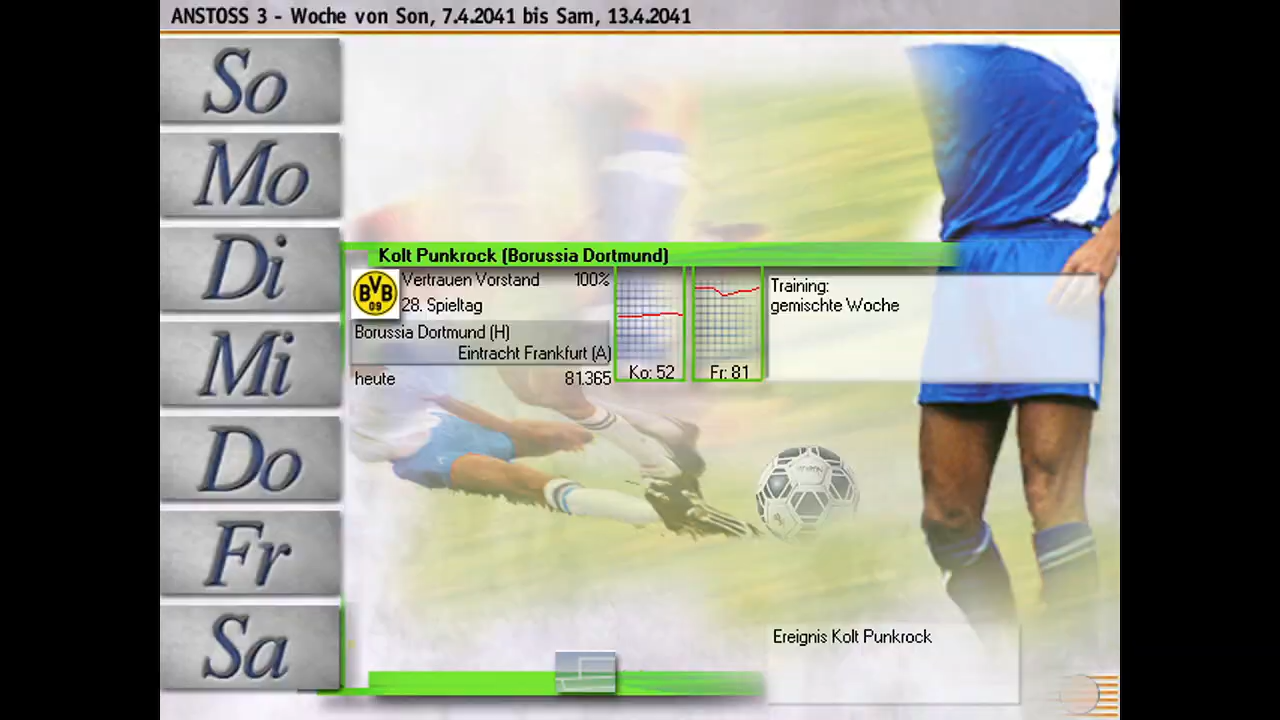 ANSTOSS 3 - Woche von Son, 7.4.2041 bis Sam, 13.4.2041
So
Mo
Di
Mi
Do
Fr
Sa
Kolt Punkrock (Borussia Dortmund)
BVB
09
Vertrauen Vorstand 100%
28. Spieltag
Borussia Dortmund (H)
Eintracht Frankfurt (A)
heute 81.365
Ko: 52
Fr: 81
Training:
gemischte Woche
Ereignis Kolt Punkrock